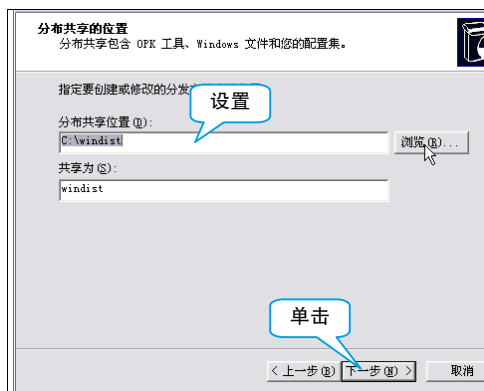 分布共享的位置
分布共享包含 OPK 工具、Windows 文件和您的配置集。
指定要创建或修改的分发
设置
分布共享位置(D):
C:\windist
浏览(R)...
共享为(S):
windist
单击
< 上一步(B)
下一步(N) >
取消